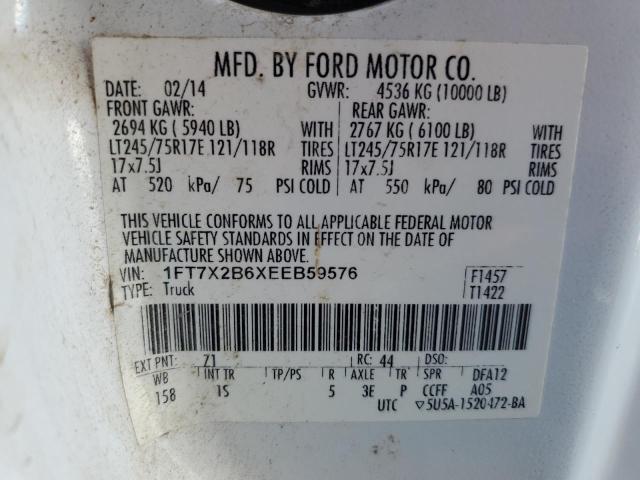 MFD. BY FORD MOTOR CO.
DATE: 02/14 GVWR: 4536 KG (10000 LB)
FRONT GAWR: REAR GAWR:
2694 KG ( 5940 LB) WITH 2767 KG ( 6100 LB) WITH
LT245/75R17E 121/118R TIRES LT245/75R17E 121/118R TIRES
17x7.5J RIMS 17x7.5J RIMS
AT 520 kPa/ 75 PSI COLD AT 550 kPa/ 80 PSI COLD
THIS VEHICLE CONFORMS TO ALL APPLICABLE FEDERAL MOTOR
VEHICLE SAFETY STANDARDS IN EFFECT ON THE DATE OF
MANUFACTURE SHOWN ABOVE.
VIN: 1FT7X2B6XEEB59576 F1457
TYPE: Truck T1422
EXT PNT: Z1 RC: 44 DSO:
WB INT TR TP/PS R AXLE TR SPR DFA12
158 1S 5 3E P CCFF A05
UTC ▽5U5A-1520472-BA